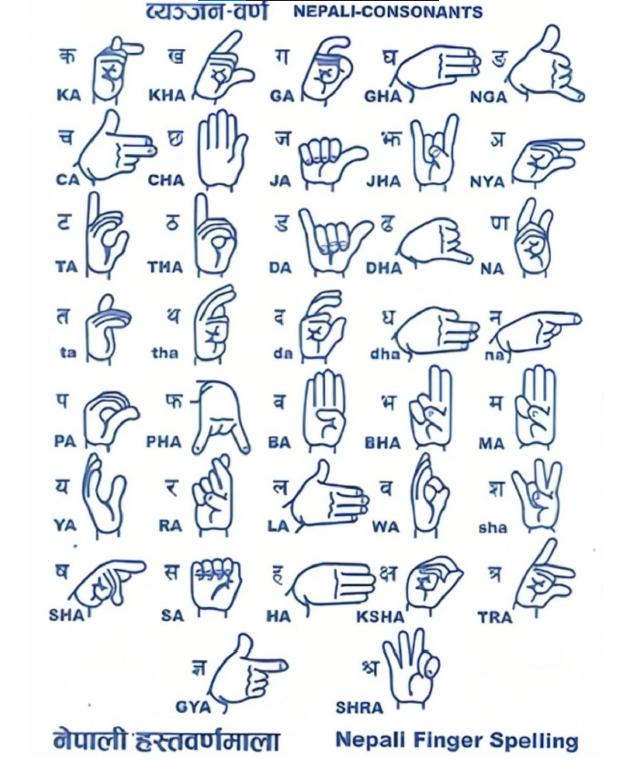 व्यञ्जन-वर्ण NEPALI-CONSONANTS
क ख ग घ ङ
KA KHA GA GHA NGA
च छ ज झ ञ
CA CHA JA JHA NYA
ट ठ ड ढ ण
TA THA DA DHA NA
त थ द ध न
ta tha da dha na
प फ ब भ म
PA PHA BA BHA MA
य र ल व श
YA RA LA WA sha
ष स ह क्ष त्र
SHA SA HA KSHA TRA
ज्ञ श्र
GYA SHRA
नेपाली हस्तवर्णमाला Nepali Finger Spelling